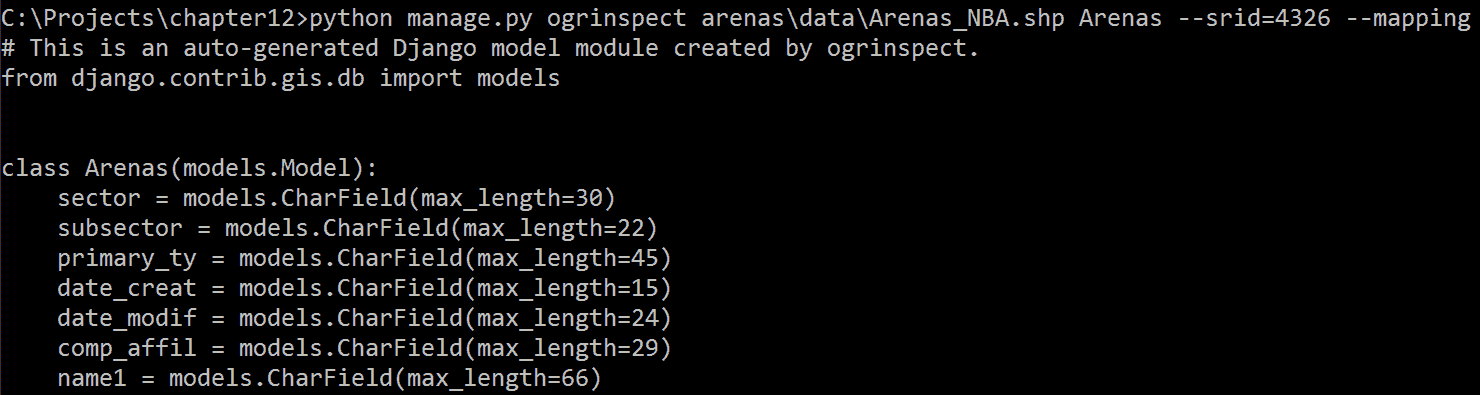 C:\Projects\chapter12>python manage.py ogrinspect arenas\data\Arenas_NBA.shp Arenas --srid=4326 --mapping
# This is an auto-generated Django model module created by ogrinspect.
from django.contrib.gis.db import models
class Arenas(models.Model):
    sector = models.CharField(max_length=30)
    subsector = models.CharField(max_length=22)
    primary_ty = models.CharField(max_length=45)
    date_creat = models.CharField(max_length=15)
    date_modif = models.CharField(max_length=24)
    comp_affil = models.CharField(max_length=29)
    name1 = models.CharField(max_length=66)